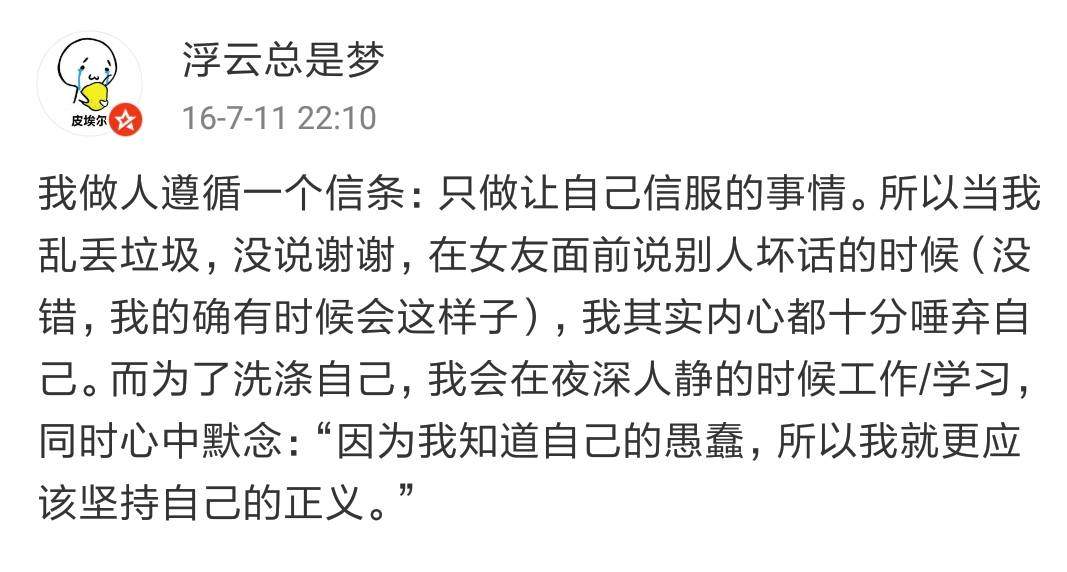 浮云总是梦
皮埃尔
16-7-11 22:10
我做人遵循一个信条：只做让自己信服的事情。所以当我
乱丢垃圾，没说谢谢，在女友面前说别人坏话的时候（没
错，我的确有时候会这样子），我其实内心都十分唾弃自
己。而为了洗涤自己，我会在夜深人静的时候工作/学习，
同时心中默念：“因为我知道自己的愚蠢，所以我就更应
该坚持自己的正义。”